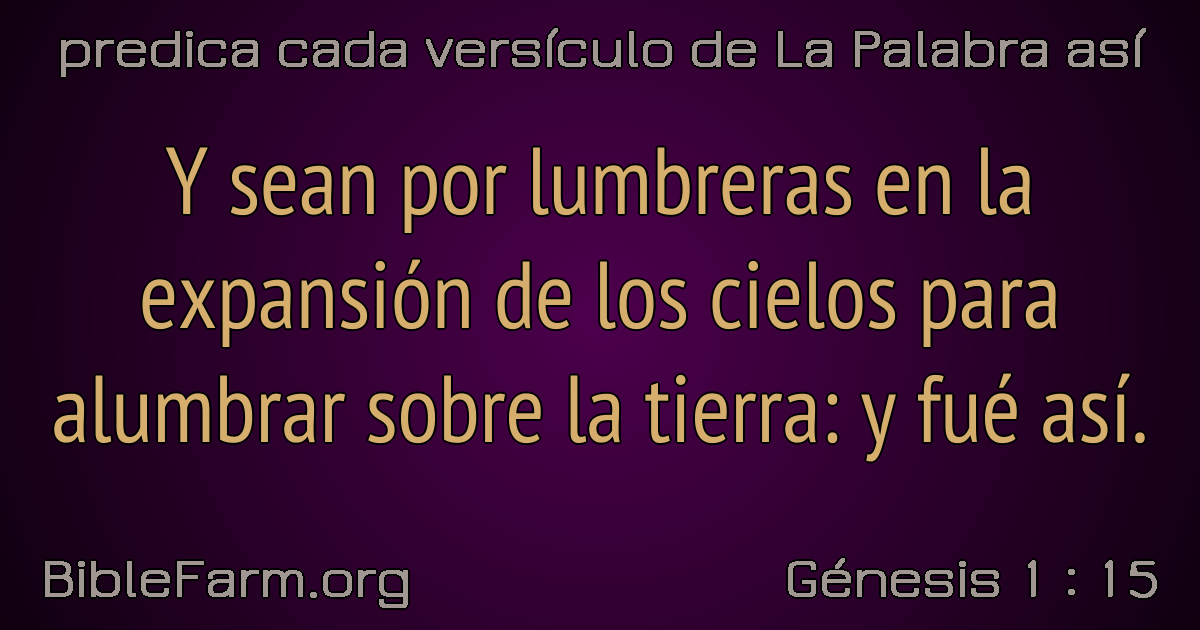 predica cada versículo de La Palabra así
Y sean por lumbreras en la
expansión de los cielos para
alumbrar sobre la tierra: y fué así.
BibleFarm.org
Génesis 1 : 15